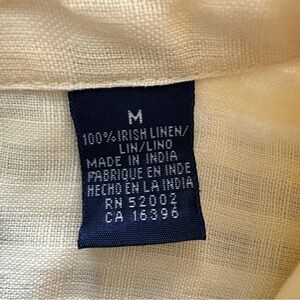 M
100% IRISH LINEN/
LIN/LINO
MADE IN INDIA
FABRIQUE EN INDE
HECHO EN LA INDIA
RN 52002
CA 16396